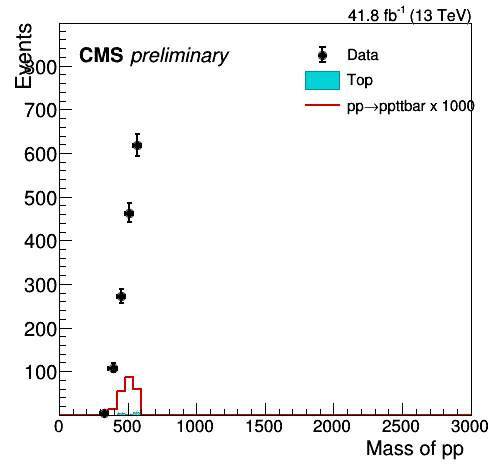 41.8 fb⁻¹ (13 TeV)
Events
CMS preliminary
Data
Top
pp→ppttbar x 1000
800
700
600
500
400
300
200
100
0 500 1000 1500 2000 2500 3000
Mass of pp